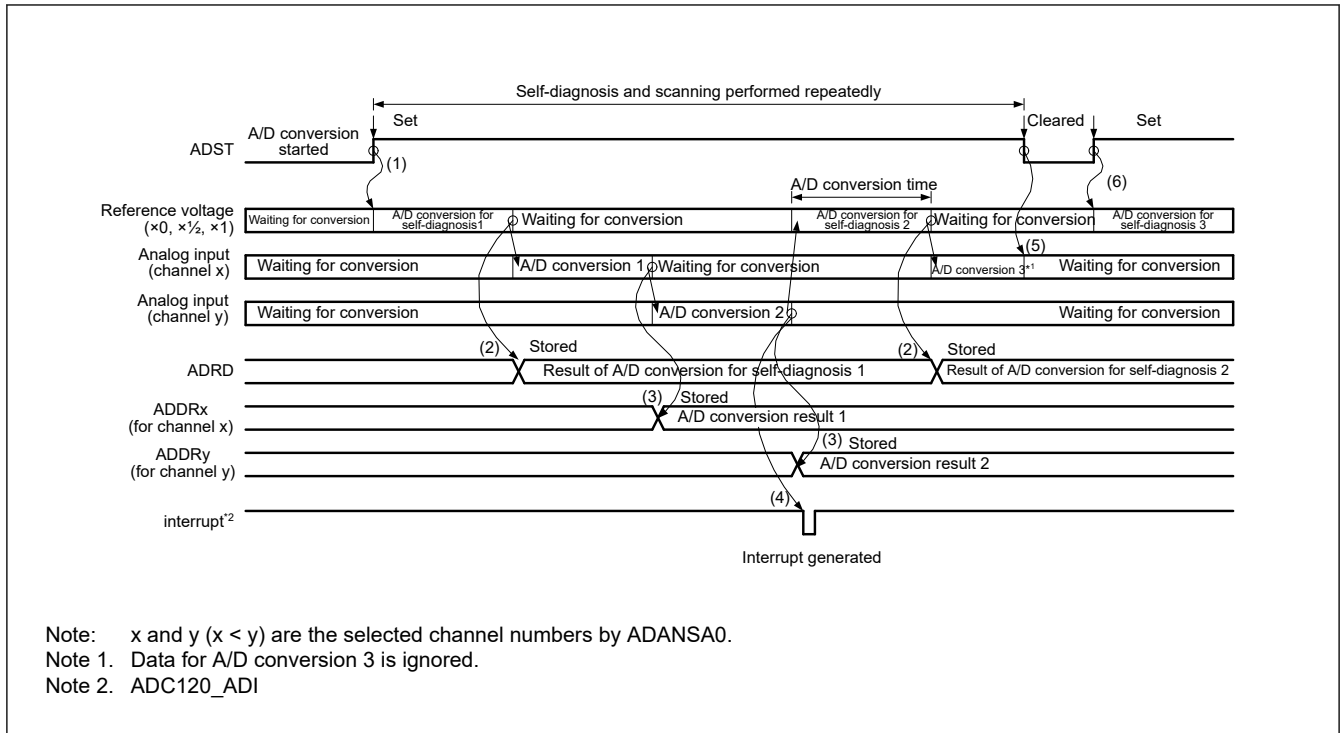 Self-diagnosis and scanning performed repeatedly
A/D conversion
started
Set
Cleared
Set
ADST
(1)
(6)
A/D conversion time
Reference voltage
(×0, ×½, ×1)
Waiting for conversion
A/D conversion for
self-diagnosis1
Waiting for conversion
A/D conversion for
self-diagnosis 2
Waiting for conversion
A/D conversion for
self-diagnosis 3
Analog input
(channel x)
Waiting for conversion
A/D conversion 1
Waiting for conversion
A/D conversion 3*1
(5)
Waiting for conversion
Analog input
(channel y)
Waiting for conversion
A/D conversion 2
Waiting for conversion
ADRD
(2)
Stored
Result of A/D conversion for self-diagnosis 1
(2)
Stored
Result of A/D conversion for self-diagnosis 2
ADDRx
(for channel x)
(3)
Stored
A/D conversion result 1
ADDRy
(for channel y)
(3)
Stored
A/D conversion result 2
interrupt*2
(4)
Interrupt generated
Note: x and y (x < y) are the selected channel numbers by ADANSA0.
Note 1. Data for A/D conversion 3 is ignored.
Note 2. ADC120_ADI